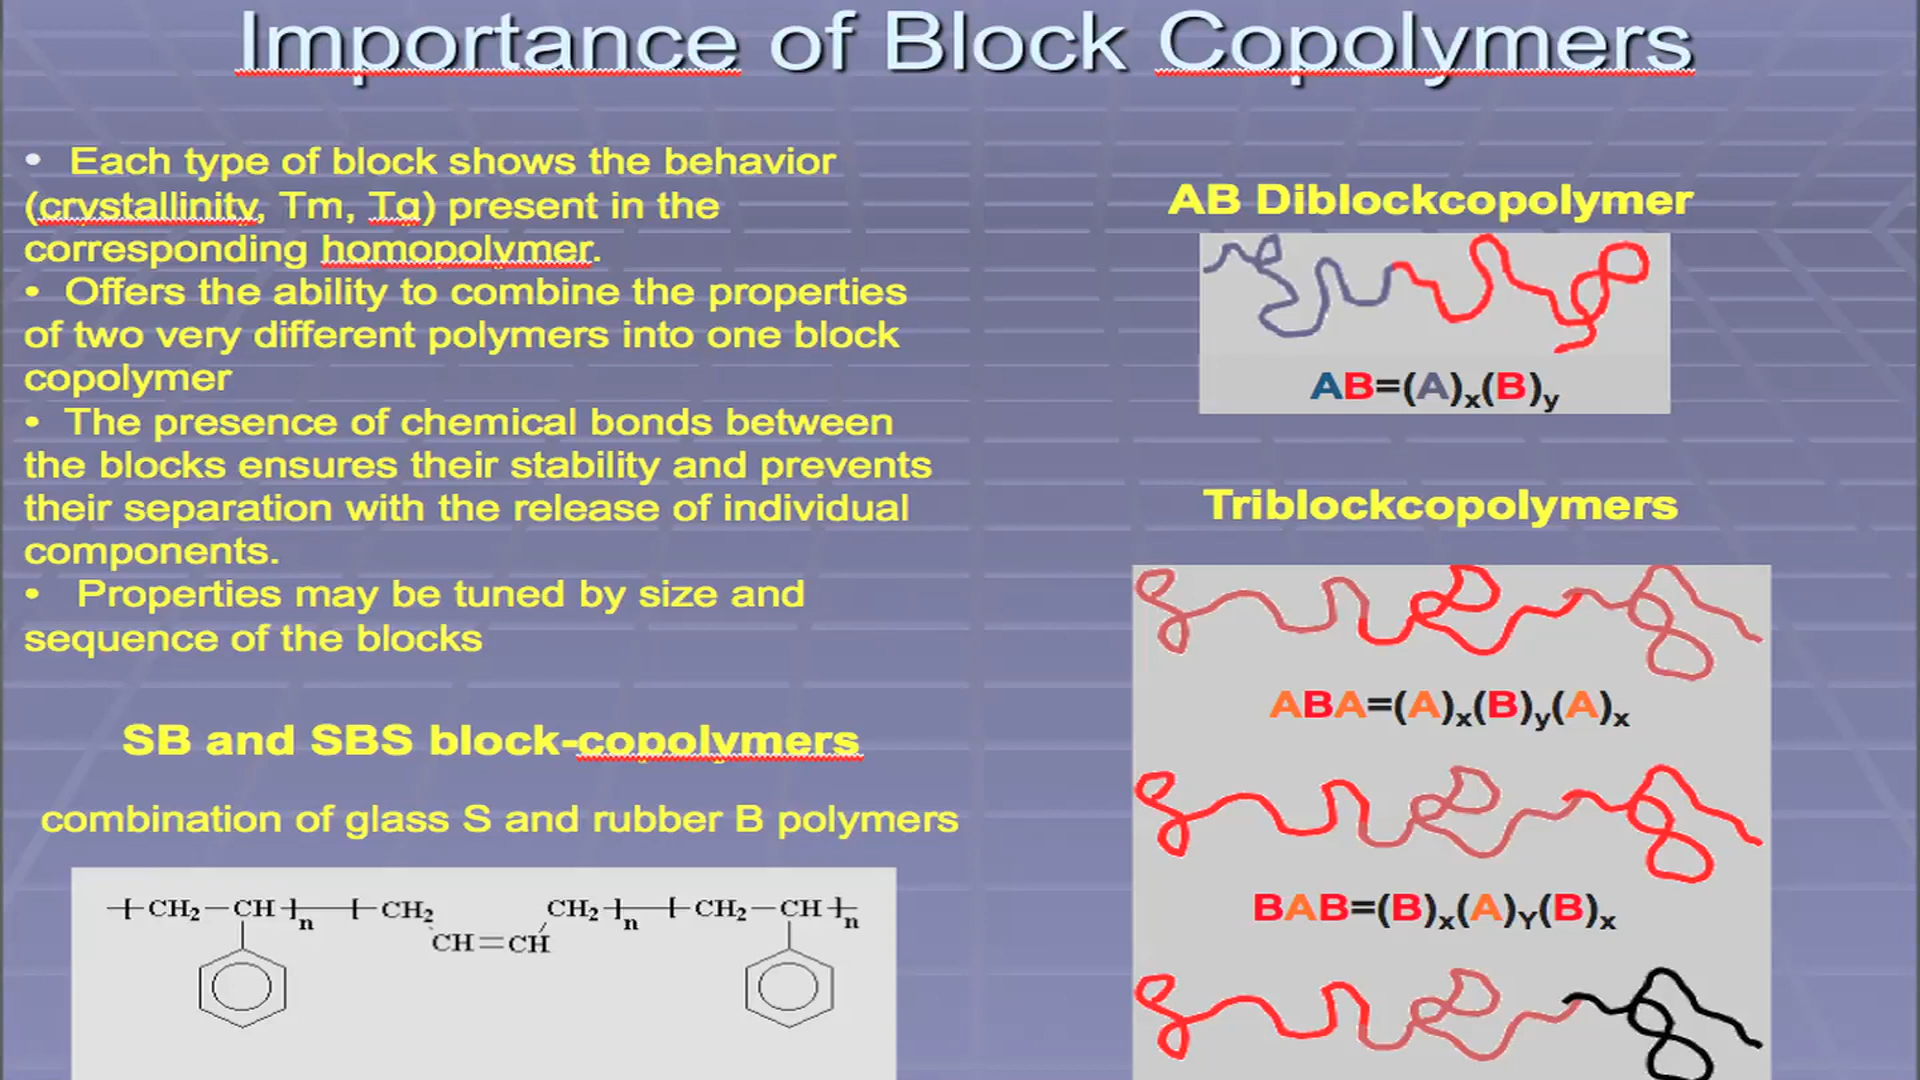 Importance of Block Copolymers
• Each type of block shows the behavior
(crystallinity, Tm, Tg) present in the
corresponding homopolymer.
• Offers the ability to combine the properties
of two very different polymers into one block
copolymer
• The presence of chemical bonds between
the blocks ensures their stability and prevents
their separation with the release of individual
components.
• Properties may be tuned by size and
sequence of the blocks
SB and SBS block-copolymers
combination of glass S and rubber B polymers
CH₂—CH n CH₂ CH₂ n CH₂—CH n
CH=CH
AB Diblockcopolymer
AB=(A)ₓ(B)y
Triblockcopolymers
ABA=(A)ₓ(B)y(A)ₓ
BAB=(B)ₓ(A)Y(B)ₓ